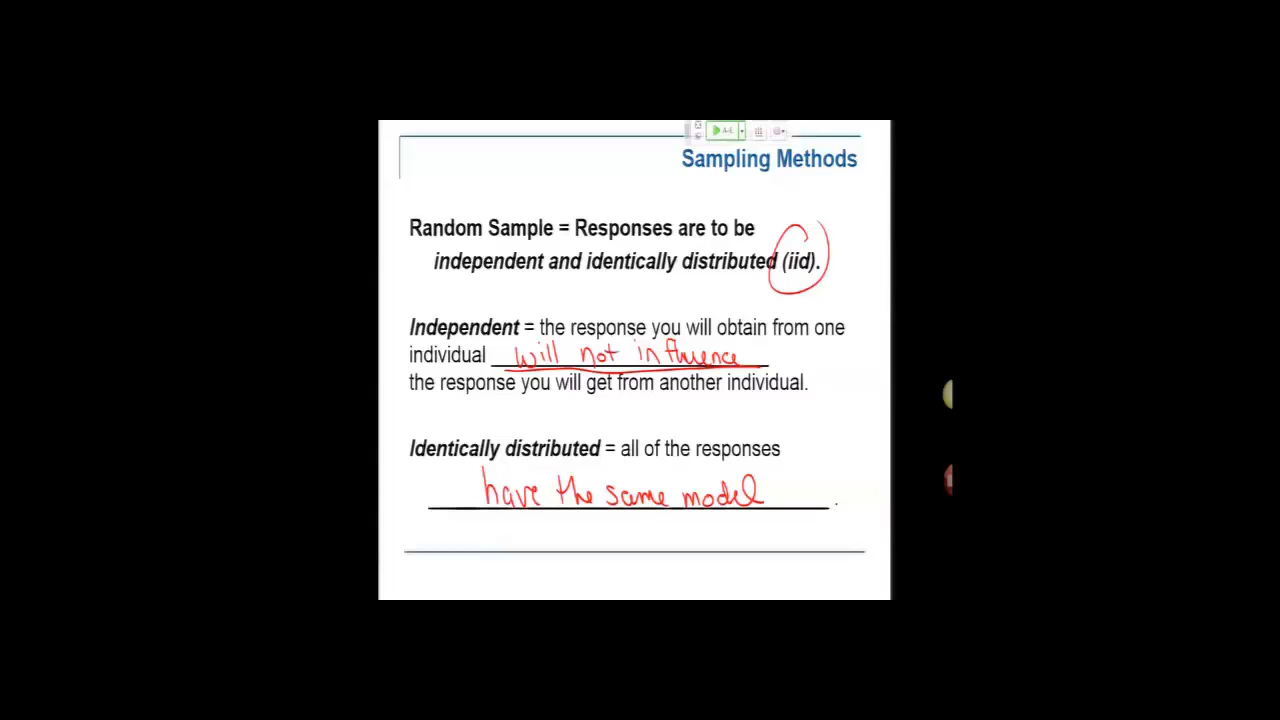 A-E
Sampling Methods
Random Sample = Responses are to be
independent and identically distributed (iid).
Independent = the response you will obtain from one
individual will not influence
the response you will get from another individual.
Identically distributed = all of the responses
have the same model.